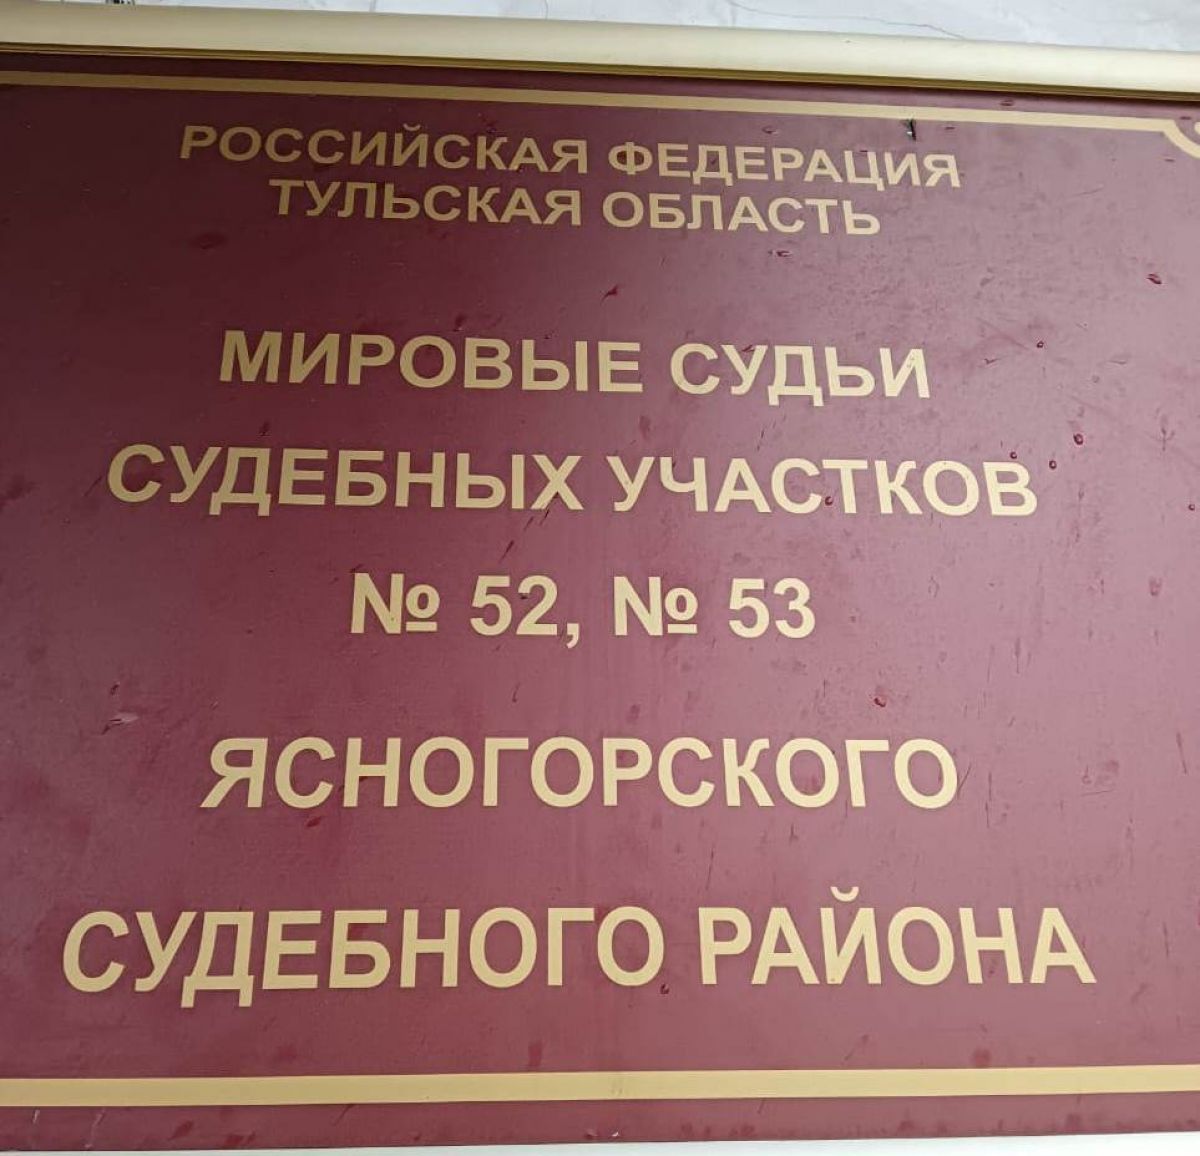 РОССИЙСКАЯ ФЕДЕРАЦИЯ
ТУЛЬСКАЯ ОБЛАСТЬ
МИРОВЫЕ СУДЬИ
СУДЕБНЫХ УЧАСТКОВ
№ 52, № 53
ЯСНОГОРСКОГО
СУДЕБНОГО РАЙОНА